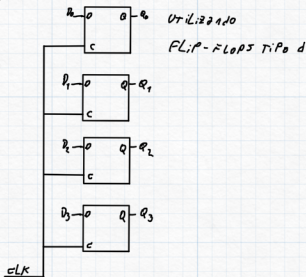 D₀ D Q Q₀ Utilizando
C FLiP-FLOPS TiPO d
D₁ D Q Q₁
C
D₂ D Q Q₂
C
D₃ D Q Q₃
C
cLK